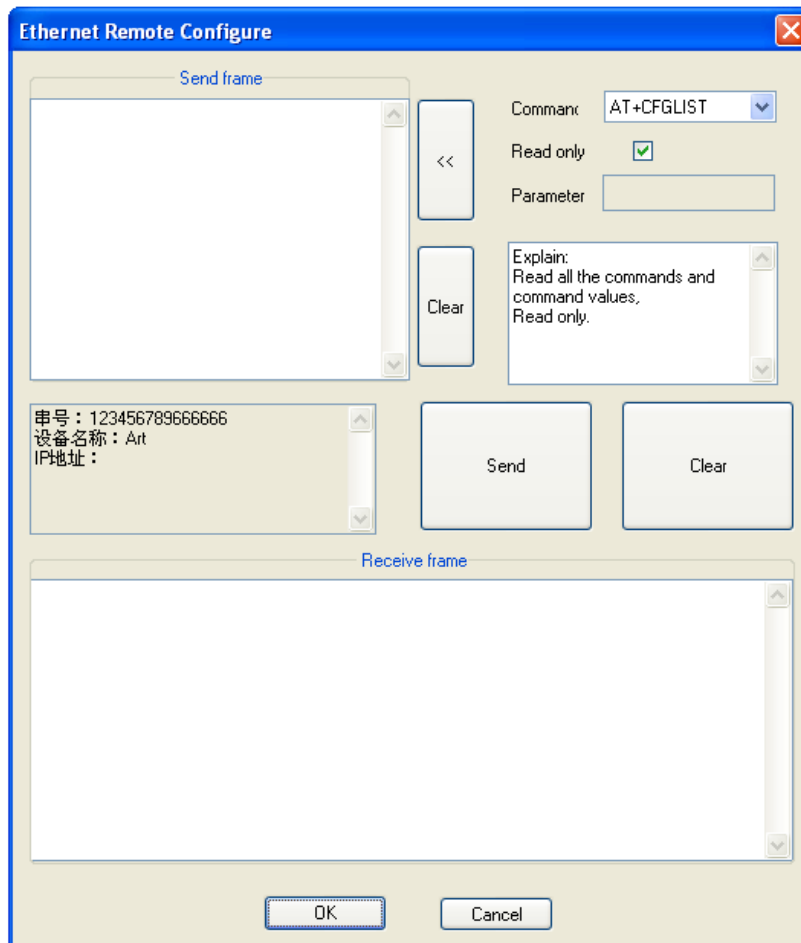 Ethernet Remote Configure
Send frame
<<
Clear
Comman
AT+CFGLIST
Read only
Parameter
Explain:
Read all the commands and
command values,
Read only.
串号：123456789666666
设备名称：Art
IP地址：
Send
Clear
Receive frame
OK
Cancel